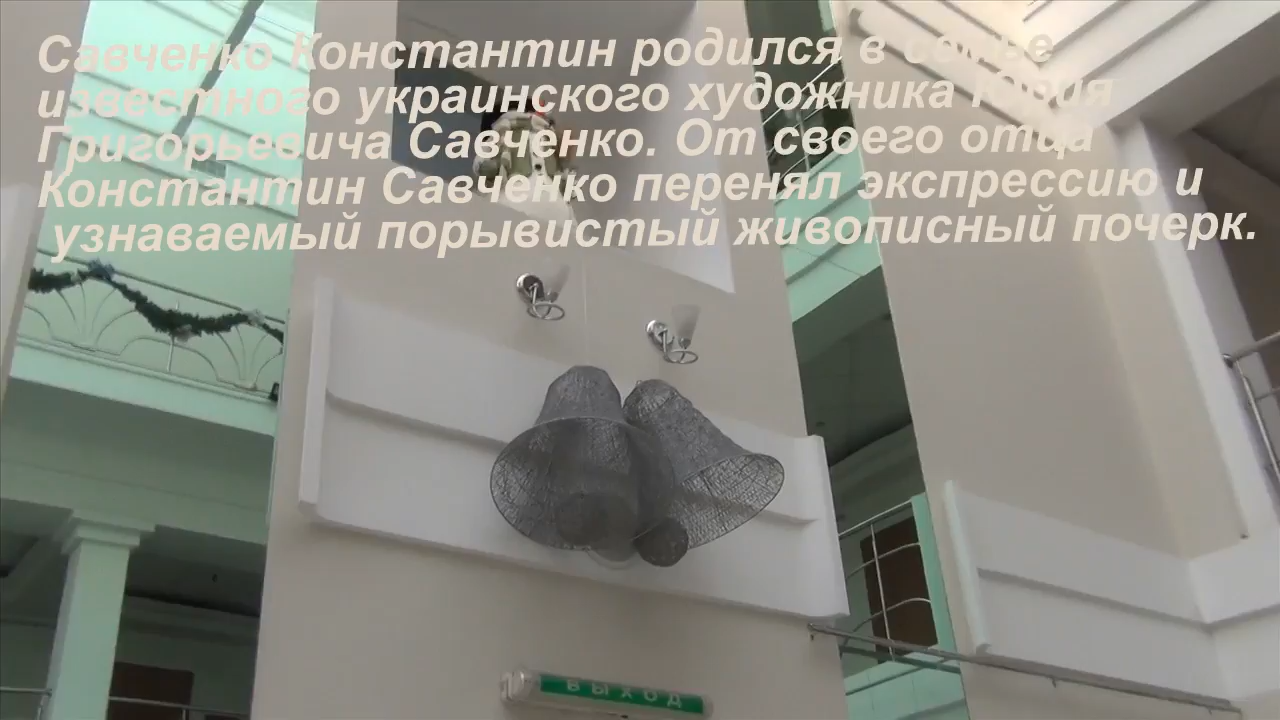 Савченко Константин родился в семье
известного украинского художника Юрия
Григорьевича Савченко. От своего отца
Константин Савченко перенял экспрессию и
узнаваемый порывистый живописный почерк.
ВЫХОД